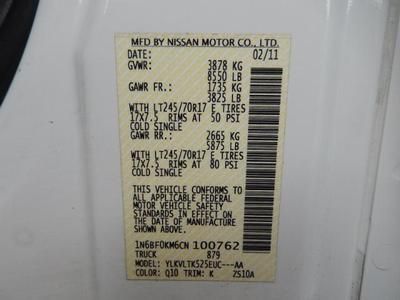 MFD BY NISSAN MOTOR CO., LTD.
DATE: 02/11
GVWR: 3878 KG
8550 LB
GAWR FR.: 1735 KG
3825 LB
WITH LT245/70R17 E TIRES
17X7.5 RIMS AT 50 PSI
COLD SINGLE
GAWR RR.: 2665 KG
5875 LB
WITH LT245/70R17 E TIRES
17X7.5 RIMS AT 80 PSI
COLD SINGLE
THIS VEHICLE CONFORMS TO
ALL APPLICABLE FEDERAL
MOTOR VEHICLE SAFETY
STANDARDS IN EFFECT ON
THE DATE OF MANUFACTURE
SHOWN ABOVE.
1N6BF0KM6CN100762
TRUCK 879
MODEL: YLKVLTK525EUC---AA
COLOR: Q10 TRIM: K ZS10A